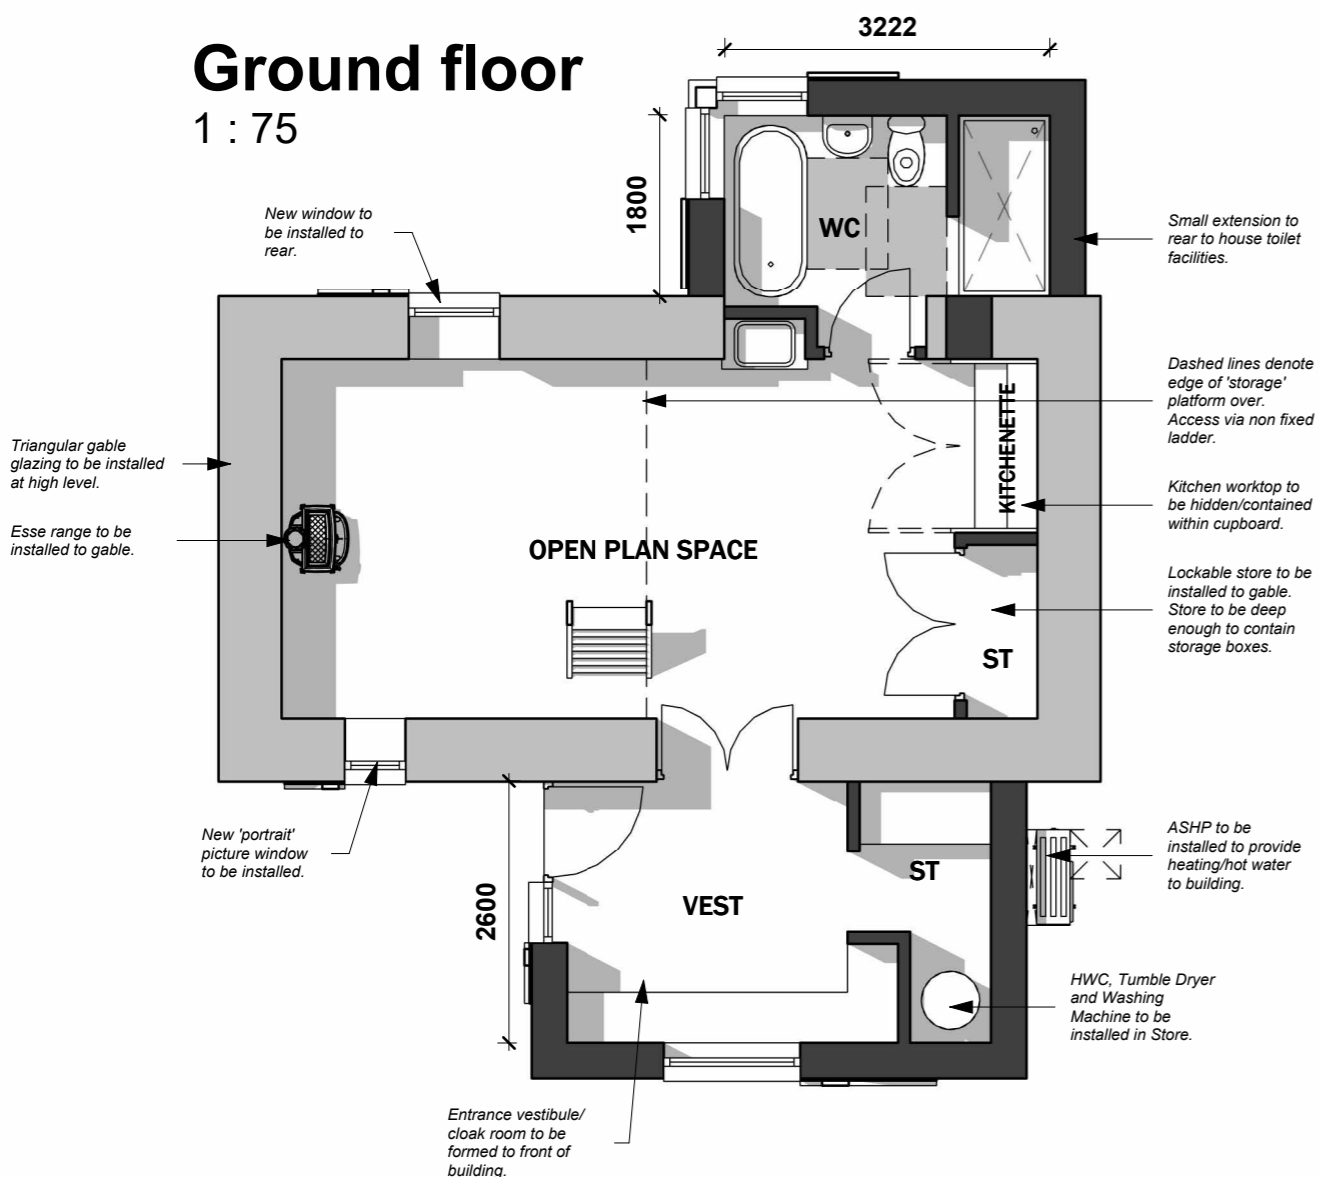 Ground floor
1 : 75
3222
1800
New window to
be installed to
rear.
WC
Small extension to
rear to house toilet
facilities.
Dashed lines denote
edge of 'storage'
platform over.
Access via non fixed
ladder.
Triangular gable
glazing to be installed
at high level.
KITCHENETTE
Kitchen worktop to
be hidden/contained
within cupboard.
Esse range to be
installed to gable.
OPEN PLAN SPACE
Lockable store to be
installed to gable.
Store to be deep
enough to contain
storage boxes.
ST
New 'portrait'
picture window
to be installed.
2600
VEST
ST
ASHP to be
installed to provide
heating/hot water
to building.
HWC, Tumble Dryer
and Washing
Machine to be
installed in Store.
Entrance vestibule/
cloak room to be
formed to front of
building.